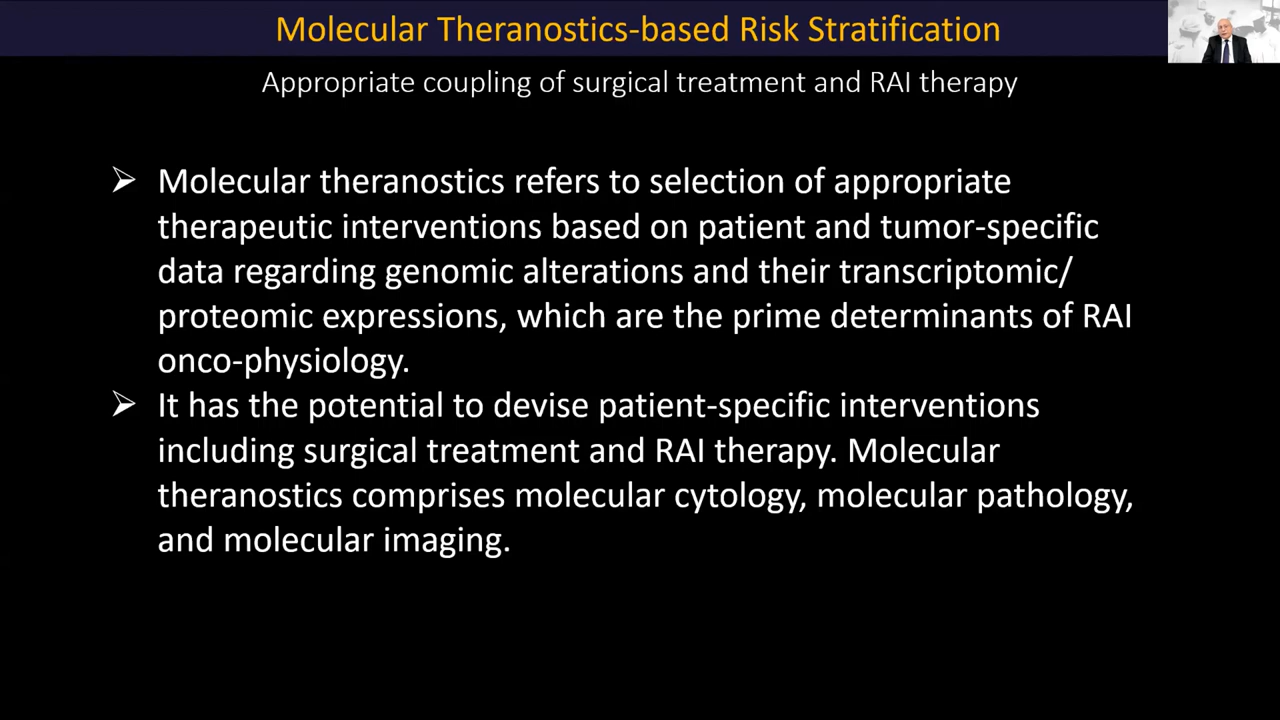 Molecular Theranostics-based Risk Stratification
Appropriate coupling of surgical treatment and RAI therapy
➢ Molecular theranostics refers to selection of appropriate
therapeutic interventions based on patient and tumor-specific
data regarding genomic alterations and their transcriptomic/
proteomic expressions, which are the prime determinants of RAI
onco-physiology.
➢ It has the potential to devise patient-specific interventions
including surgical treatment and RAI therapy. Molecular
theranostics comprises molecular cytology, molecular pathology,
and molecular imaging.